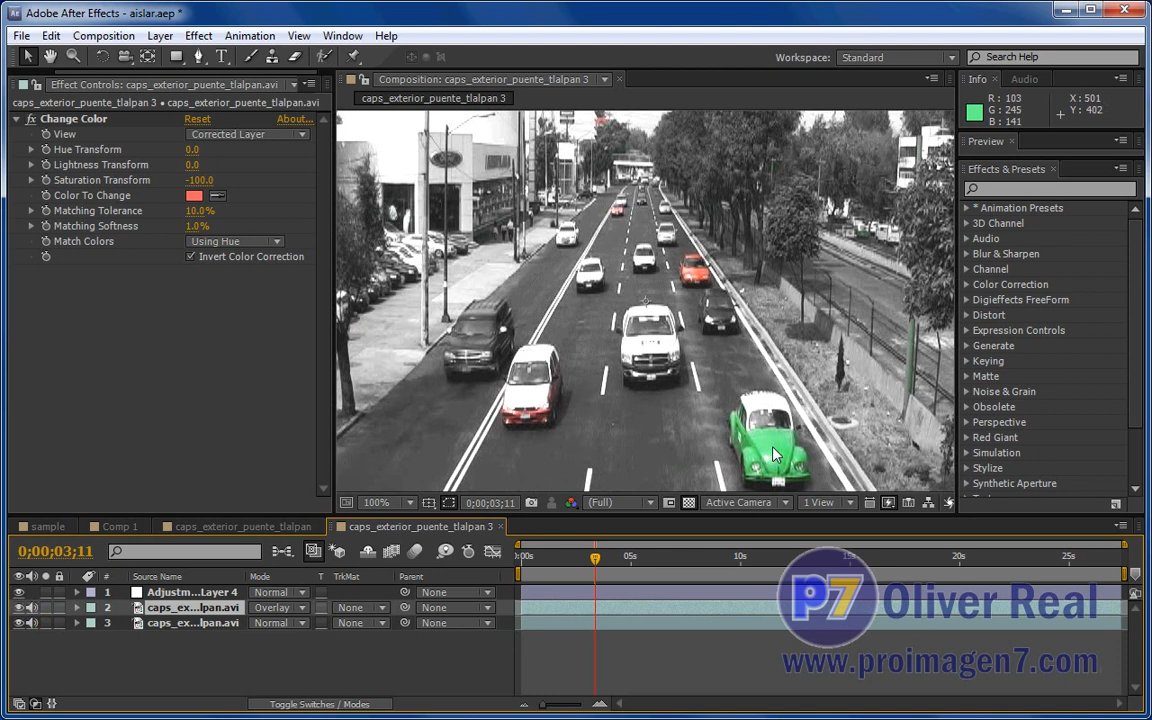 Adobe After Effects - aislar.aep *
File Edit Composition Layer Effect Animation View Window Help
Workspace: Standard Search Help
Effect Controls: caps_exterior_puente_tlalpan.avi
caps_exterior_puente_tlalpan 3 • caps_exterior_puente_tlalpan.avi
fx Change Color Reset About...
View Corrected Layer
Hue Transform 0.0
Lightness Transform 0.0
Saturation Transform -100.0
Color To Change
Matching Tolerance 10.0%
Matching Softness 1.0%
Match Colors Using Hue
Invert Color Correction
Composition: caps_exterior_puente_tlalpan 3
caps_exterior_puente_tlalpan 3
100% 0;00;03;11 (Full) Active Camera 1 View
Info Audio
R: 103 X: 501
G: 245 Y: 402
B: 141
Preview
Effects & Presets
* Animation Presets
3D Channel
Audio
Blur & Sharpen
Channel
Color Correction
Digieffects FreeForm
Distort
Expression Controls
Generate
Keying
Matte
Noise & Grain
Obsolete
Perspective
Red Giant
Simulation
Stylize
Synthetic Aperture
sample Comp 1 caps_exterior_puente_tlalpan caps_exterior_puente_tlalpan 3
0;00;03;11 :00s 05s 10s 15s 20s 25s
# Source Name Mode T TrkMat Parent
1 Adjustm...Layer 4 Normal None
2 caps_ex...lpan.avi Overlay None None
3 caps_ex...lpan.avi Normal None None
Toggle Switches / Modes
P7 Oliver Real
www.proimagen7.com